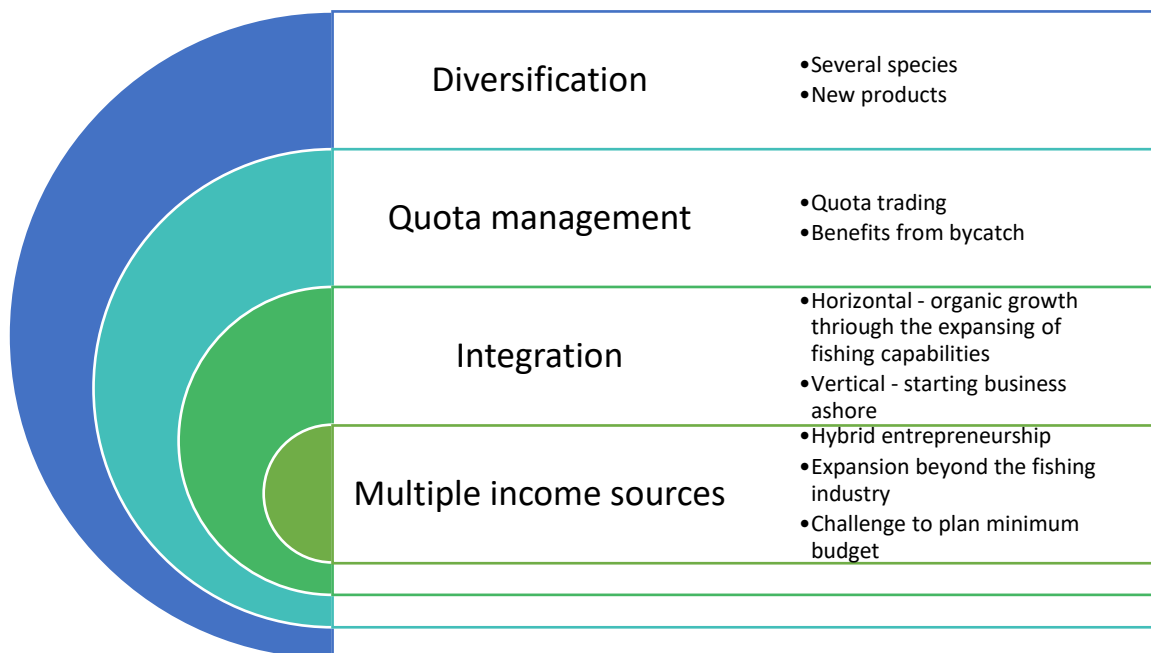 Diversification
•Several species
•New products
Quota management
•Quota trading
•Benefits from bycatch
Integration
•Horizontal - organic growth
thriough the expansing of
fishing capabilities
•Vertical - starting business
ashore
Multiple income sources
•Hybrid entrepreneurship
•Expansion beyond the fishing
industry
•Challenge to plan minimum
budget